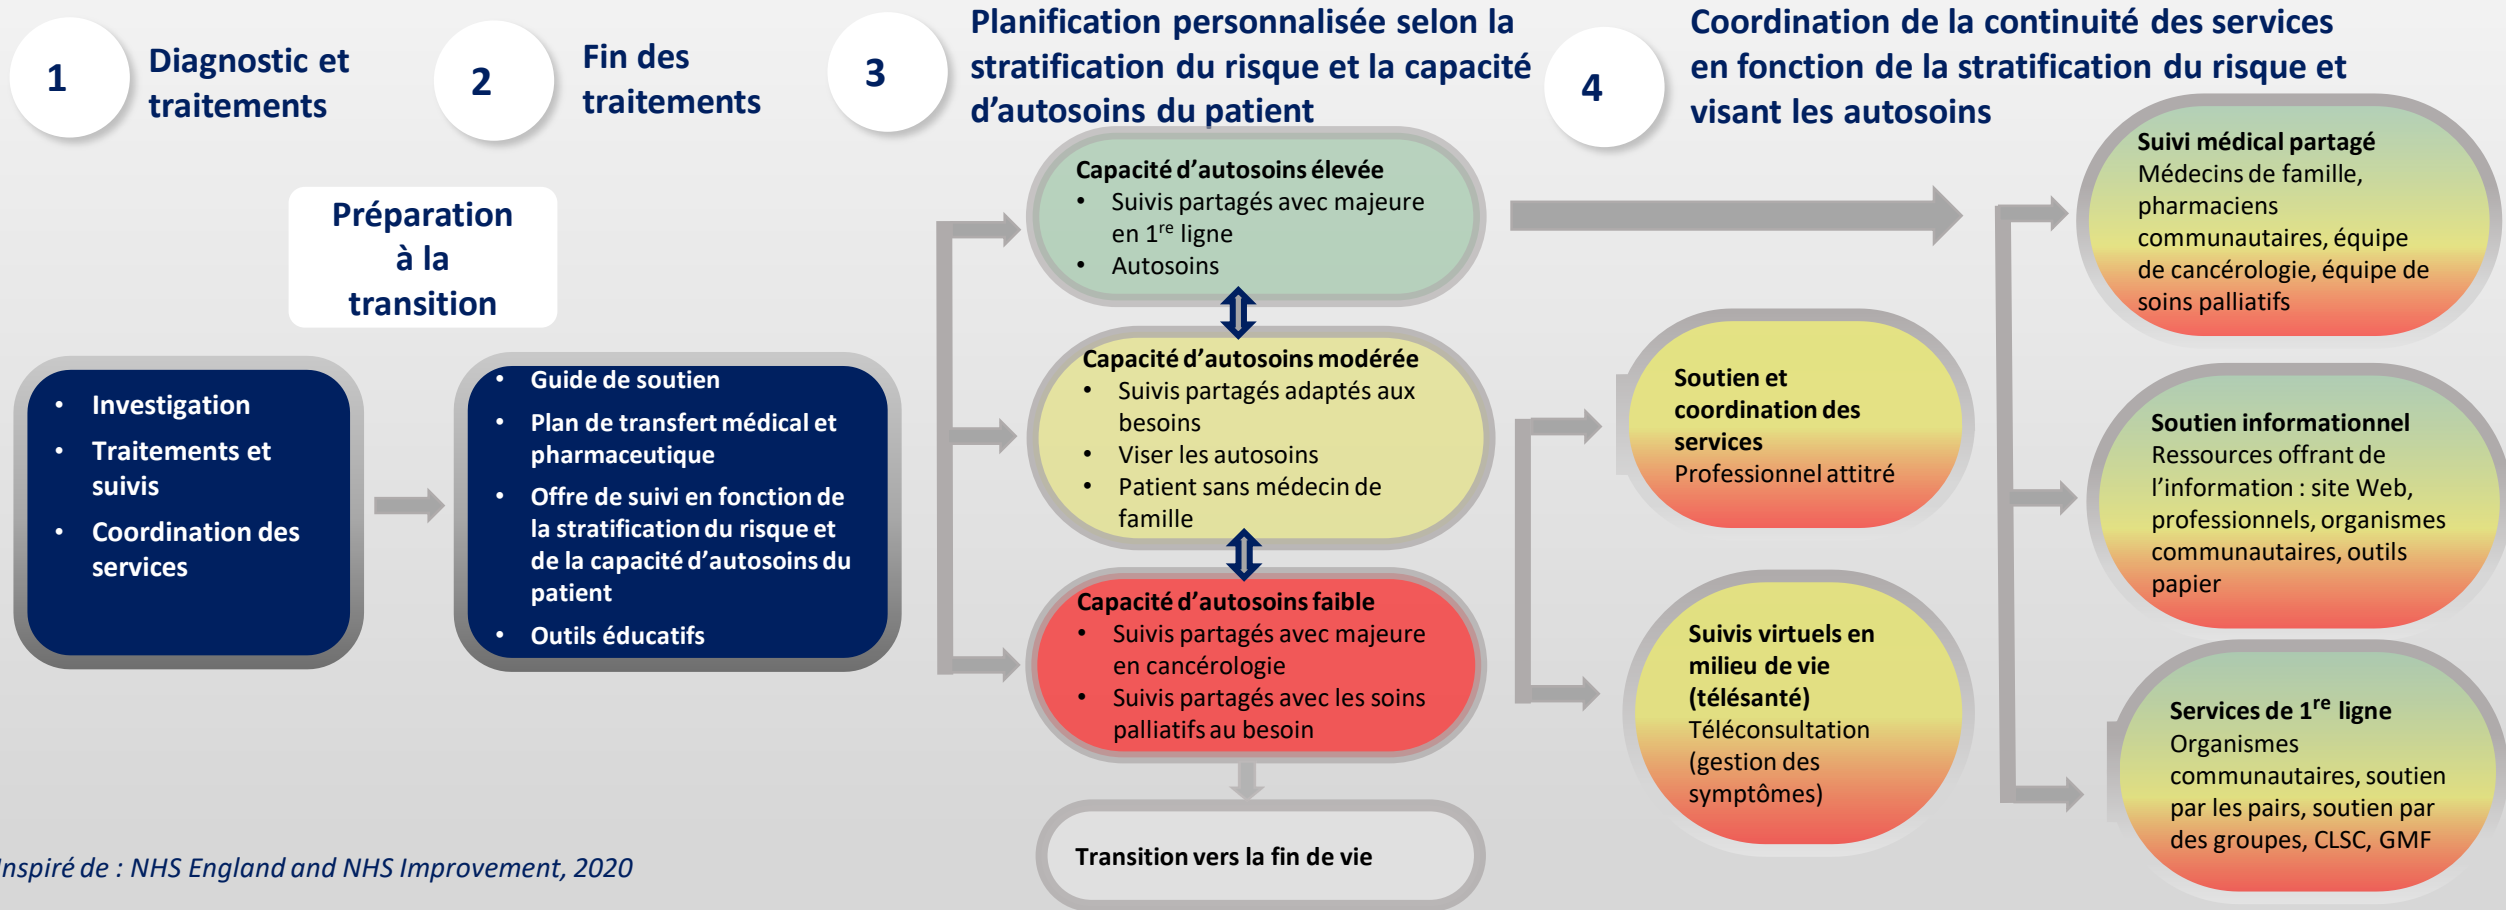 1
Diagnostic et
traitements
2
Fin des
traitements
3
Planification personnalisée selon la
stratification du risque et la capacité
d'autosoins du patient
4
Coordination de la continuité des services
en fonction de la stratification du risque et
visant les autosoins
Préparation
à la
transition
• Investigation
• Traitements et
suivis
• Coordination des
services
• Guide de soutien
• Plan de transfert médical et
pharmaceutique
• Offre de suivi en fonction de
la stratification du risque et
de la capacité d'autosoins du
patient
• Outils éducatifs
Capacité d'autosoins élevée
• Suivis partagés avec majeure
en 1re ligne
• Autosoins
Capacité d'autosoins modérée
• Suivis partagés adaptés aux
besoins
• Viser les autosoins
• Patient sans médecin de
famille
Capacité d'autosoins faible
• Suivis partagés avec majeure
en cancérologie
• Suivis partagés avec les soins
palliatifs au besoin
Transition vers la fin de vie
Soutien et
coordination des
services
Professionnel attitré
Suivis virtuels en
milieu de vie
(télésanté)
Téléconsultation
(gestion des
symptômes)
Suivi médical partagé
Médecins de famille,
pharmaciens
communautaires, équipe
de cancérologie, équipe de
soins palliatifs
Soutien informationnel
Ressources offrant de
l'information : site Web,
professionnels, organismes
communautaires, outils
papier
Services de 1re ligne
Organismes
communautaires, soutien
par les pairs, soutien par
des groupes, CLSC, GMF
Inspiré de : NHS England and NHS Improvement, 2020